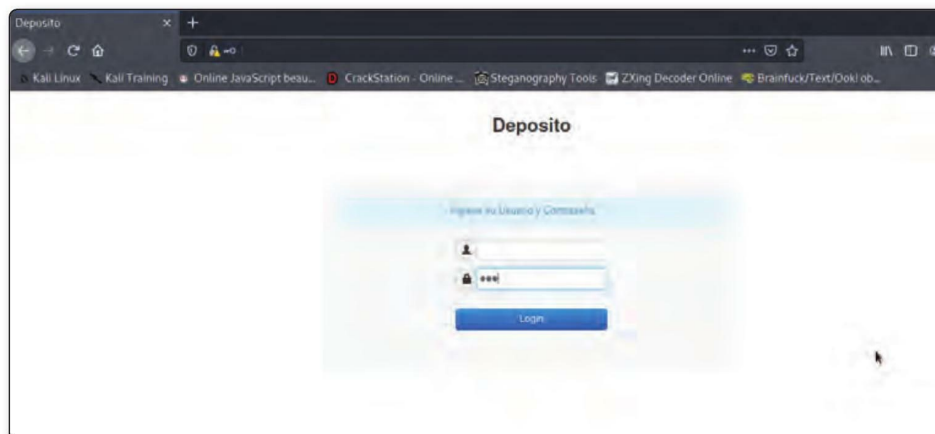 Deposito
Kali Linux Kali Training Online JavaScript beau... CrackStation - Online ... Steganography Tools ZXing Decoder Online Brainfuck/Text/Ook! ob...
Deposito
Ingrese su Usuario y Contraseña
Login